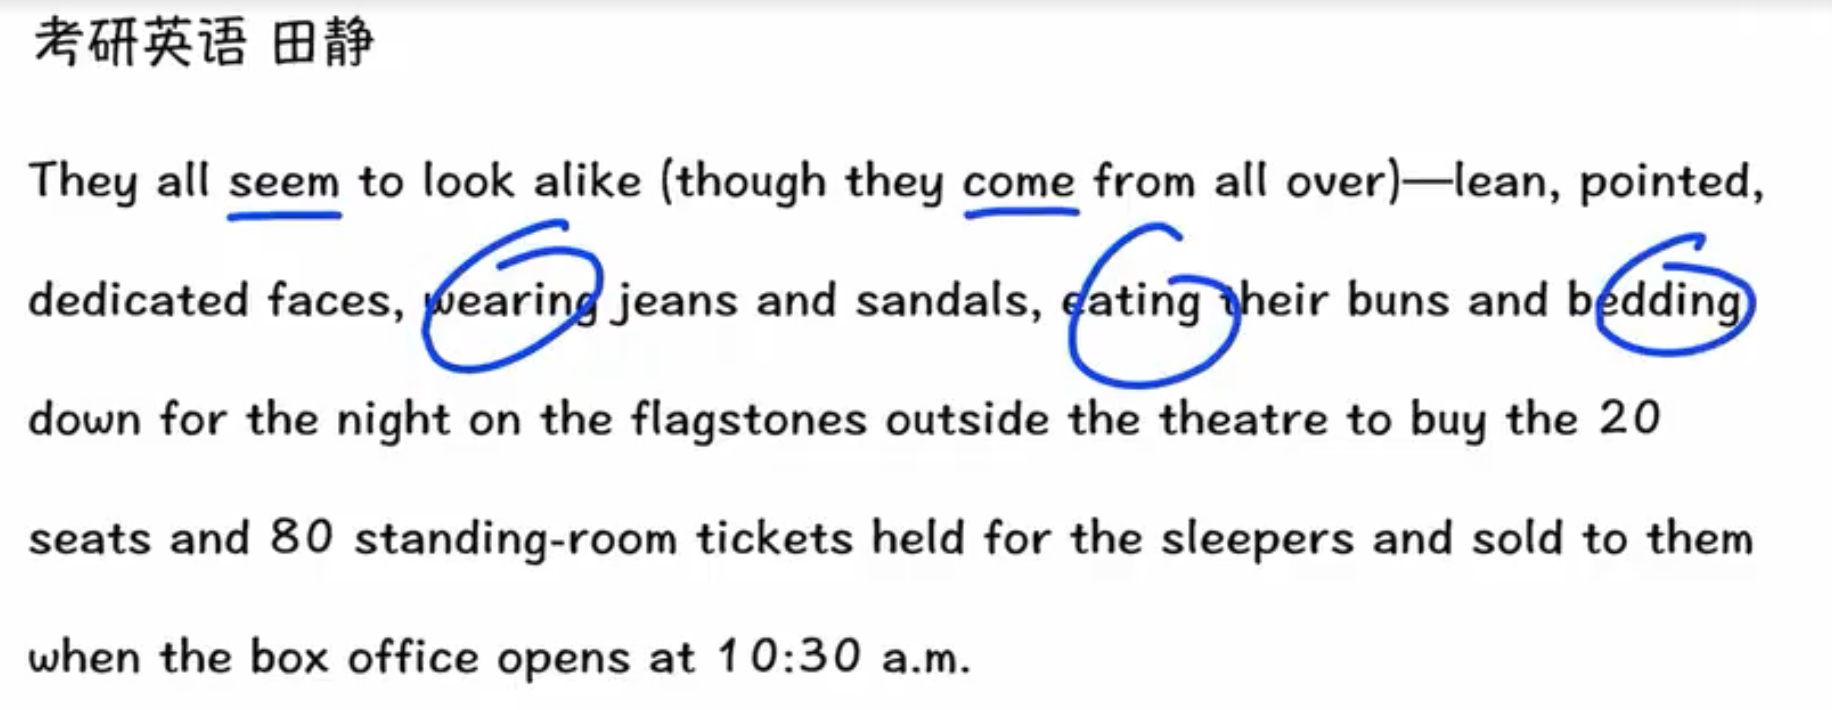 考研英语 田静
They all seem to look alike (though they come from all over)—lean, pointed,
dedicated faces, wearing jeans and sandals, eating their buns and bedding
down for the night on the flagstones outside the theatre to buy the 20
seats and 80 standing-room tickets held for the sleepers and sold to them
when the box office opens at 10:30 a.m.